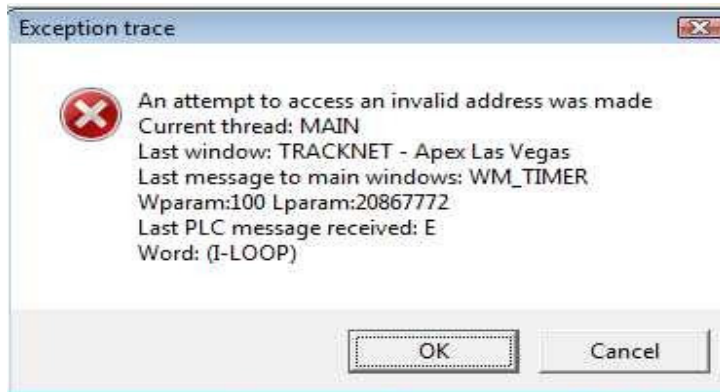 Exception trace
An attempt to access an invalid address was made
Current thread: MAIN
Last window: TRACKNET - Apex Las Vegas
Last message to main windows: WM_TIMER
Wparam:100 Lparam:20867772
Last PLC message received: E
Word: (I-LOOP)
OK
Cancel